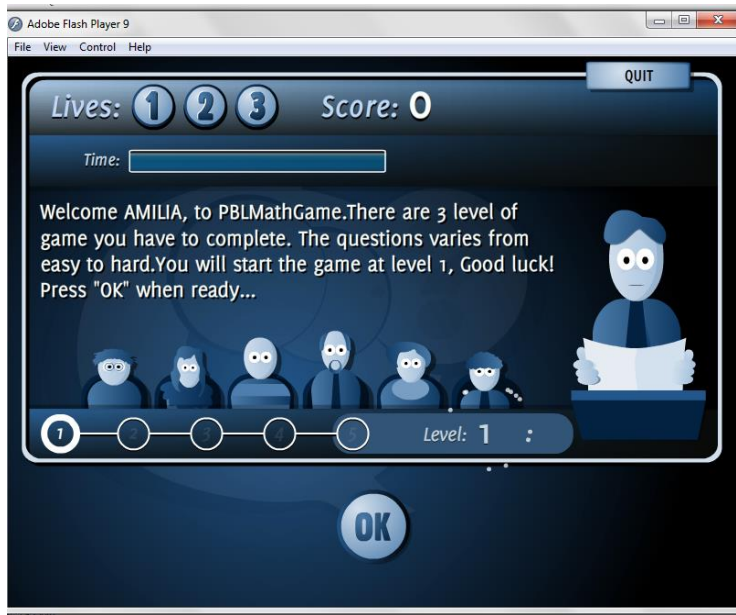 Adobe Flash Player 9
File View Control Help
QUIT
Lives: 1 2 3 Score: 0
Time:
Welcome AMILIA, to PBLMathGame.There are 3 level of
game you have to complete. The questions varies from
easy to hard.You will start the game at level 1, Good luck!
Press "OK" when ready...
1 2 3 4 5 Level: 1 :
OK